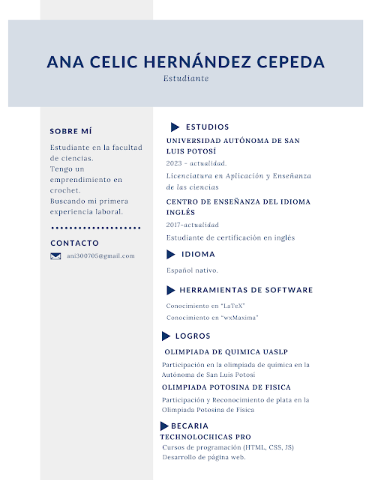 ANA CELIC HERNÁNDEZ CEPEDA
Estudiante
SOBRE MÍ
Estudiante en la facultad
de ciencias.
Tengo un
emprendimiento en
crochet.
Buscando mi primera
experiencia laboral.
CONTACTO
ani300705@gmail.com
ESTUDIOS
UNIVERSIDAD AUTÓNOMA DE SAN
LUIS POTOSÍ
2023 - actualidad.
Licenciatura en Aplicación y Enseñanza
de las ciencias
CENTRO DE ENSEÑANZA DEL IDIOMA
INGLÉS
2017-actualidad
Estudiante de certificación en inglés
IDIOMA
Español nativo.
HERRAMIENTAS DE SOFTWARE
Conocimiento en "LaTeX"
Conocimiento en "wxMaxima"
LOGROS
OLIMPIADA DE QUIMICA UASLP
Participación en la olimpiada de química en la
Autónoma de San Luis Potosí
OLIMPIADA POTOSINA DE FISICA
Participación y Reconocimiento de plata en la
Olimpiada Potosina de Física
BECARIA
TECHNOLOCHICAS PRO
Cursos de programación (HTML, CSS, JS)
Desarrollo de página web.